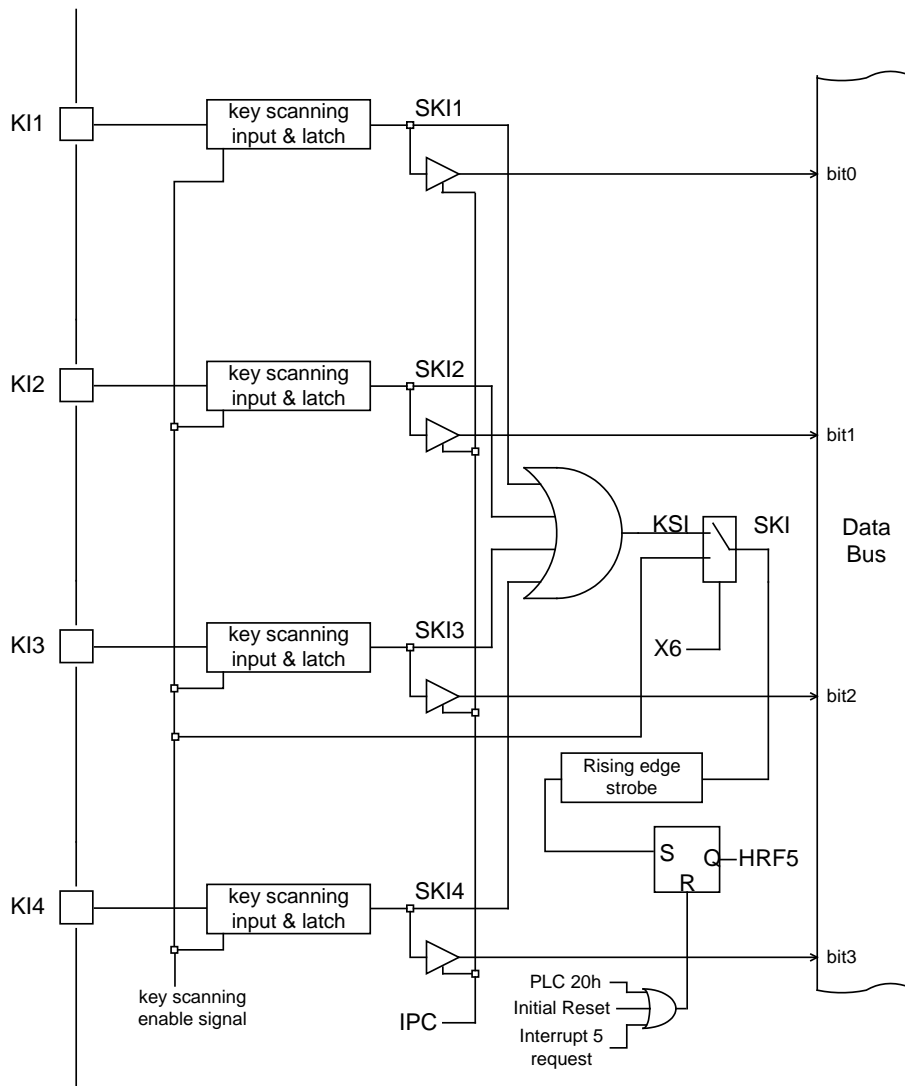 KI1
key scanning
input & latch
SKI1
bit0
KI2
key scanning
input & latch
SKI2
bit1
KSI
SKI
Data
Bus
KI3
key scanning
input & latch
SKI3
X6
bit2
Rising edge
strobe
S
Q
HRF5
R
KI4
key scanning
input & latch
SKI4
bit3
key scanning
enable signal
IPC
PLC 20h
Initial Reset
Interrupt 5
request